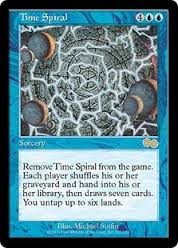 Time Spiral 4
Sorcery
Remove Time Spiral from the game.
Each player shuffles his or her
graveyard and hand into his or
her library, then draws seven cards.
You untap up to six lands.
Illus. Michael Sutfin